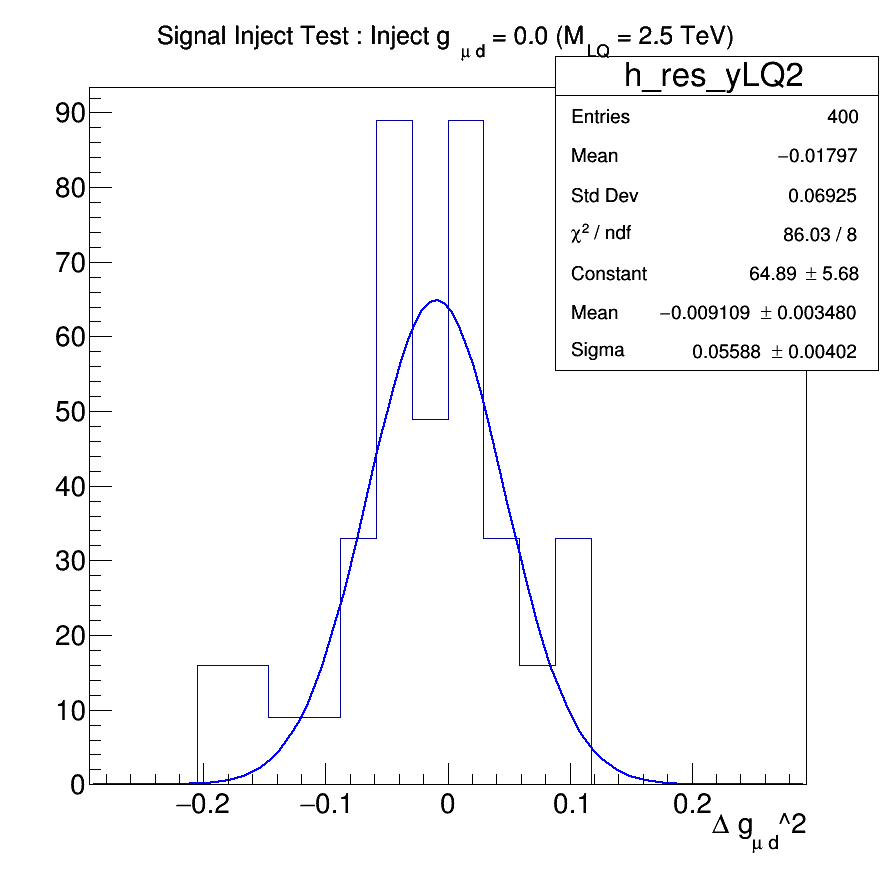 Signal Inject Test : Inject g μ d = 0.0 (M LQ = 2.5 TeV)
h_res_yLQ2
Entries 400
Mean −0.01797
Std Dev 0.06925
χ² / ndf 86.03 / 8
Constant 64.89 ± 5.68
Mean −0.009109 ± 0.003480
Sigma 0.05588 ± 0.00402
90
80
70
60
50
40
30
20
10
0
−0.2 −0.1 0 0.1 0.2
Δ g μ d ^2